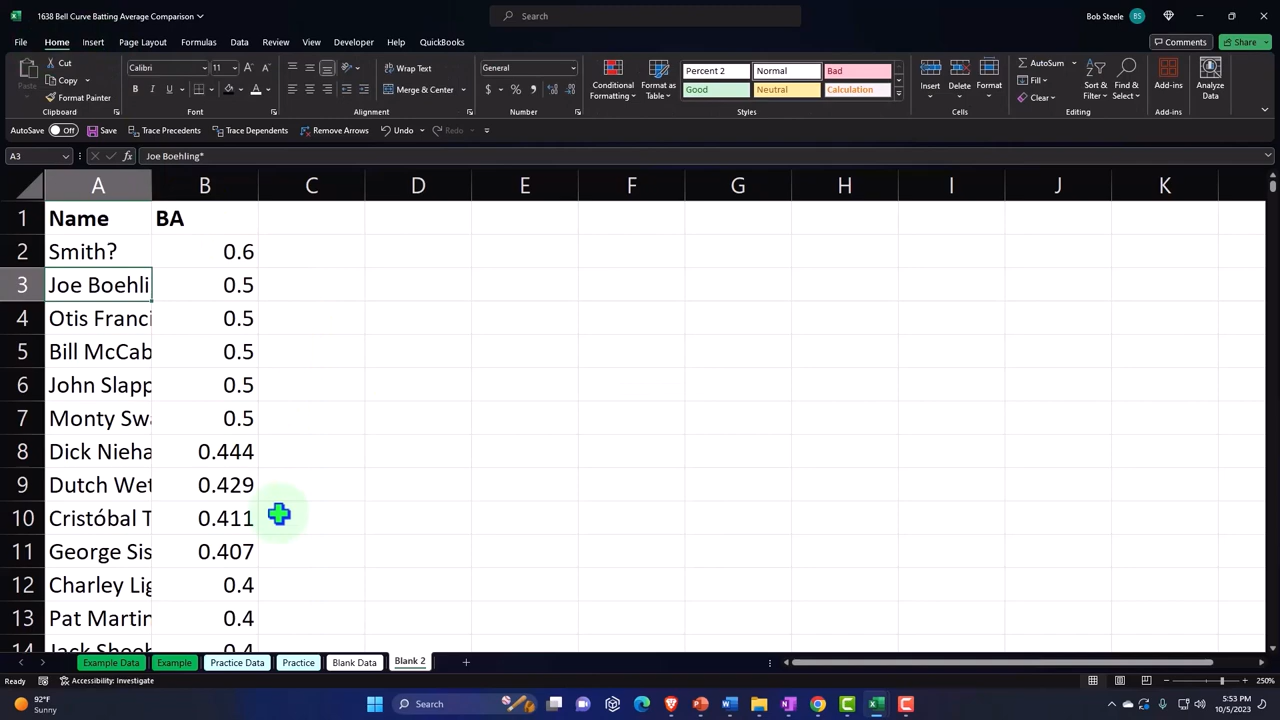 1638 Bell Curve Batting Average Comparison
Search
Bob Steele
BS
File Home Insert Page Layout Formulas Data Review View Developer Help QuickBooks
Comments
Share
Paste
Cut
Copy
Format Painter
Clipboard
Calibri
11
Font
Wrap Text
Merge & Center
Alignment
General
Number
Conditional Formatting
Format as Table
Percent 2
Normal
Bad
Good
Neutral
Calculation
Styles
Insert
Delete
Format
Cells
AutoSum
Fill
Clear
Sort & Filter
Find & Select
Editing
Add-ins
Add-ins
Analyze Data
AutoSave Off Save Trace Precedents Trace Dependents Remove Arrows Undo Redo
A3
fx
Joe Boehling*
A B C D E F G H I J K
1 Name BA
2 Smith? 0.6
3 Joe Boehli 0.5
4 Otis Franci 0.5
5 Bill McCab 0.5
6 John Slapp 0.5
7 Monty Swa 0.5
8 Dick Nieha 0.444
9 Dutch Wet 0.429
10 Cristóbal T 0.411
11 George Sis 0.407
12 Charley Lig 0.4
13 Pat Martin 0.4
14 Jack Sheeh 0.4
Example Data Example Practice Data Practice Blank Data Blank 2
Ready
Accessibility: Investigate
250%
92°F
Sunny
Search
5:53 PM
10/5/2023